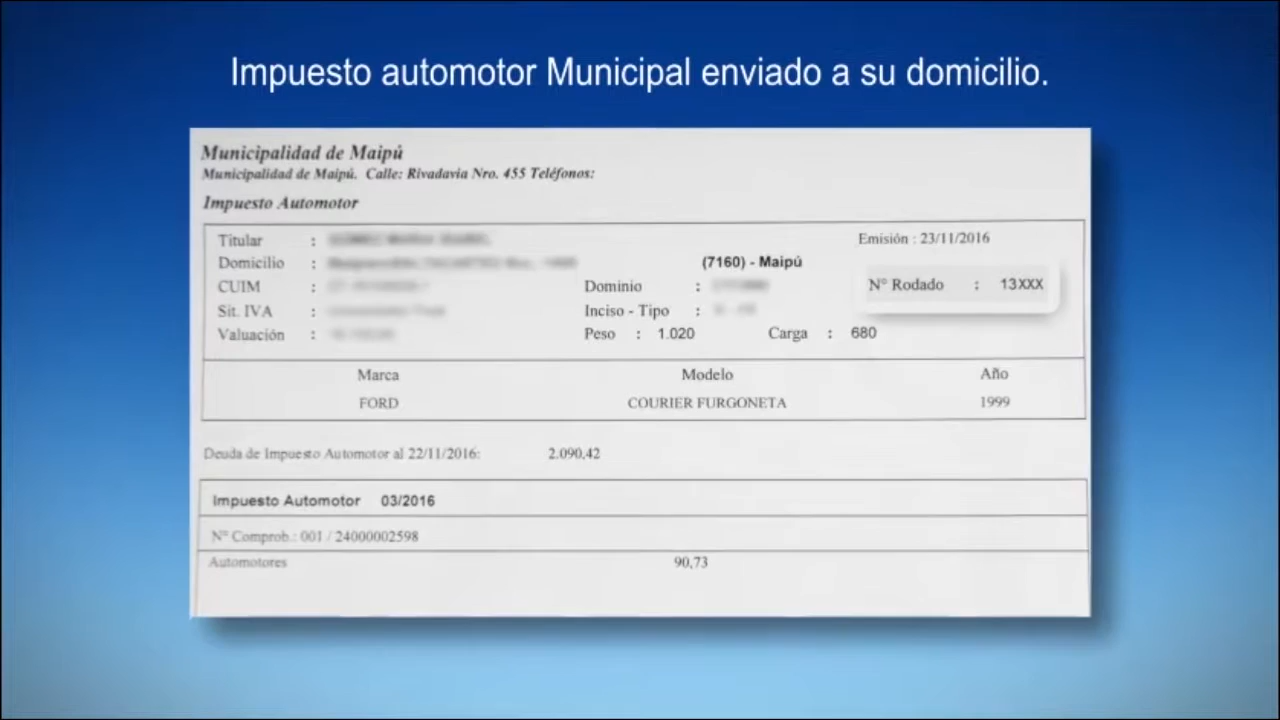 Impuesto automotor Municipal enviado a su domicilio.
Municipalidad de Maipú
Municipalidad de Maipú. Calle: Rivadavia Nro. 455 Teléfonos:
Impuesto Automotor
Titular :
Emisión : 23/11/2016
Domicilio :
(7160) - Maipú
CUIM :
Dominio :
N° Rodado : 13XXX
Sit. IVA :
Inciso - Tipo :
Valuación :
Peso : 1.020 Carga : 680
Marca Modelo Año
FORD COURIER FURGONETA 1999
Deuda de Impuesto Automotor al 22/11/2016: 2.090,42
Impuesto Automotor 03/2016
N° Comprob.: 001 / 24000002598
Automotores 90,73